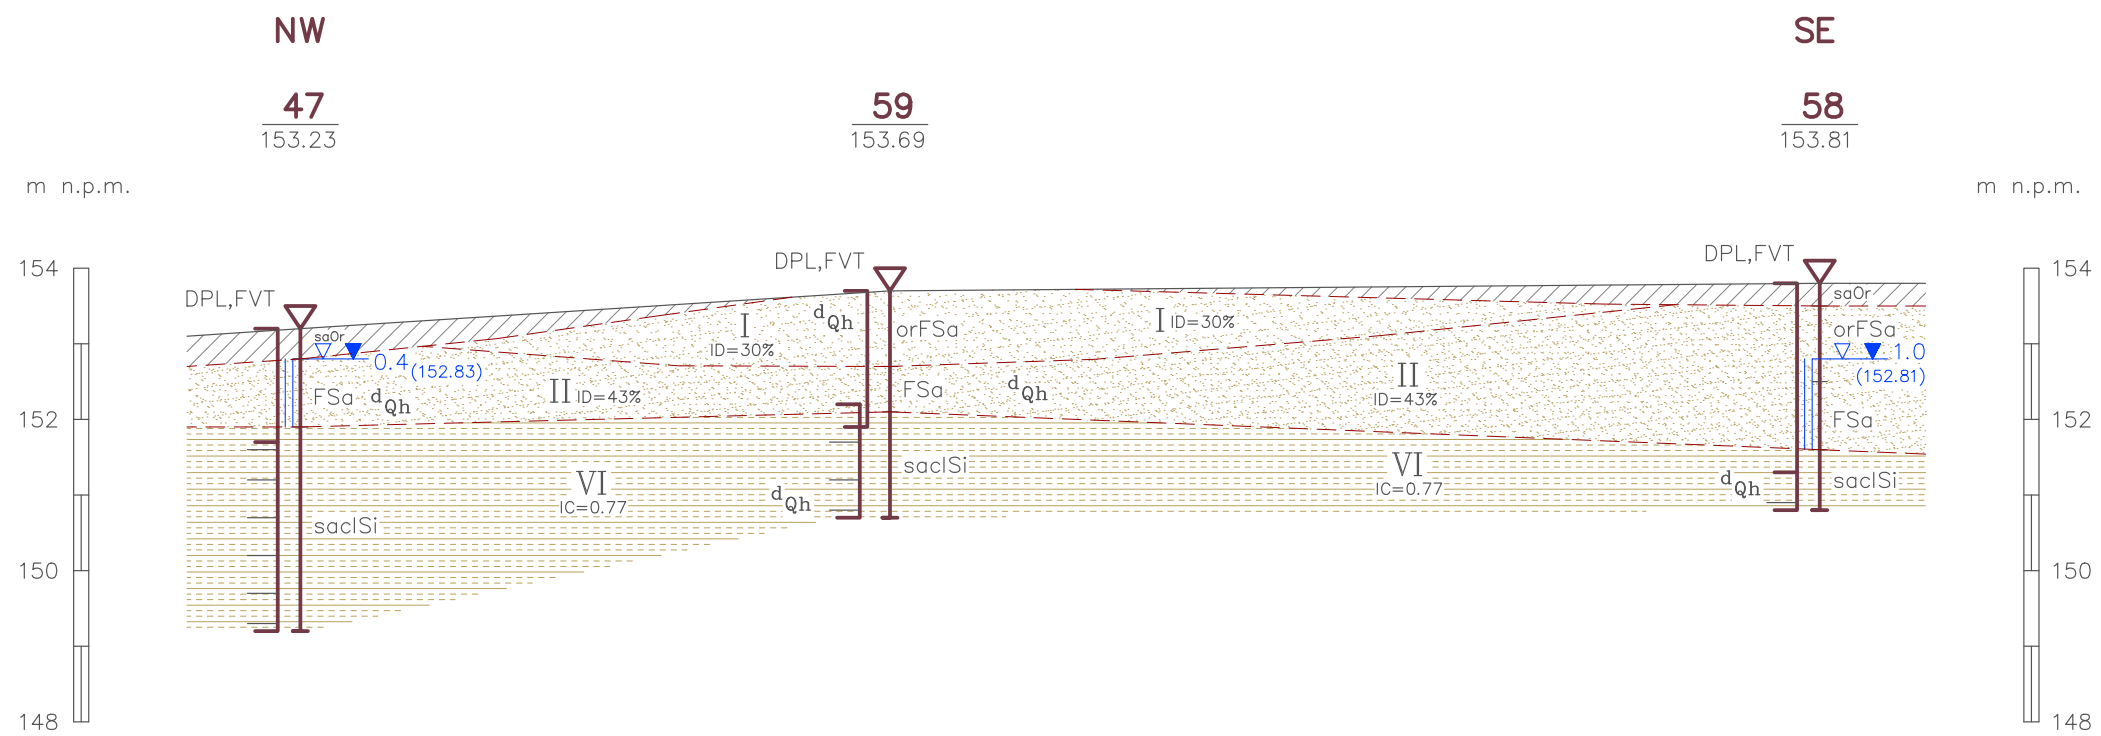 NW
SE
47
59
58
153.23
153.69
153.81
m n.p.m.
m n.p.m.
DPL,FVT
DPL,FVT
DPL,FVT
154
154
saOr
saOr
I
ID=30%
dQh
orFSa
I ID=30%
orFSa
0.4 (152.83)
1.0
(152.81)
FSa
dQh
II ID=43%
FSa
dQh
II
ID=43%
FSa
152
152
VI
IC=0.77
saclSi
dQh
VI
IC=0.77
dQh
saclSi
saclSi
150
150
148
148